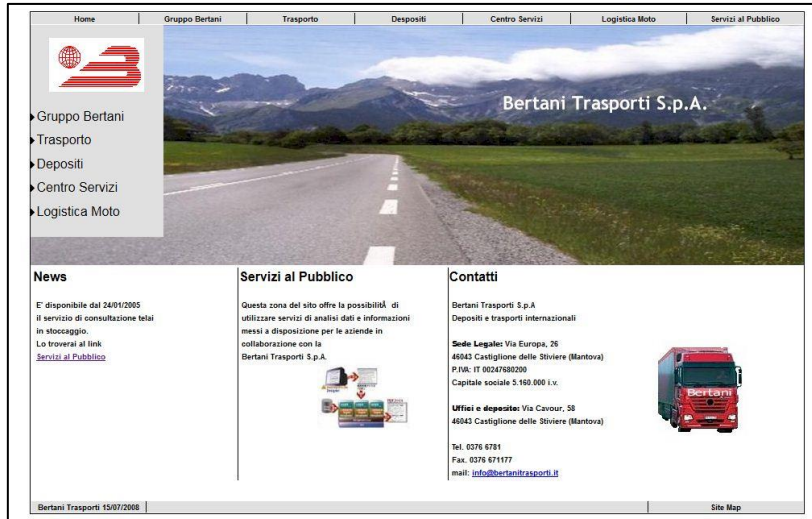 Home Gruppo Bertani Trasporto Despositi Centro Servizi Logistica Moto Servizi al Pubblico
Bertani Trasporti S.p.A.
Gruppo Bertani
Trasporto
Depositi
Centro Servizi
Logistica Moto
News
E' disponibile dal 24/01/2005
il servizio di consultazione telai
in stoccaggio.
Lo troverai al link
Servizi al Pubblico
Servizi al Pubblico
Questa zona del sito offre la possibilitÃ di
utilizzare servizi di analisi dati e informazioni
messi a disposizione per le aziende in
collaborazione con la
Bertani Trasporti S.p.A.
Contatti
Bertani Trasporti S.p.A
Depositi e trasporti internazionali
Sede Legale: Via Europa, 26
46043 Castiglione delle Stiviere (Mantova)
P.IVA: IT 00247680200
Capitale sociale 5.160.000 i.v.
Uffici e deposito: Via Cavour, 58
46043 Castiglione delle Stiviere (Mantova)
Tel. 0376 6781
Fax. 0376 671177
mail: info@bertanitrasporti.it
Bertani
Bertani Trasporti 15/07/2008 Site Map